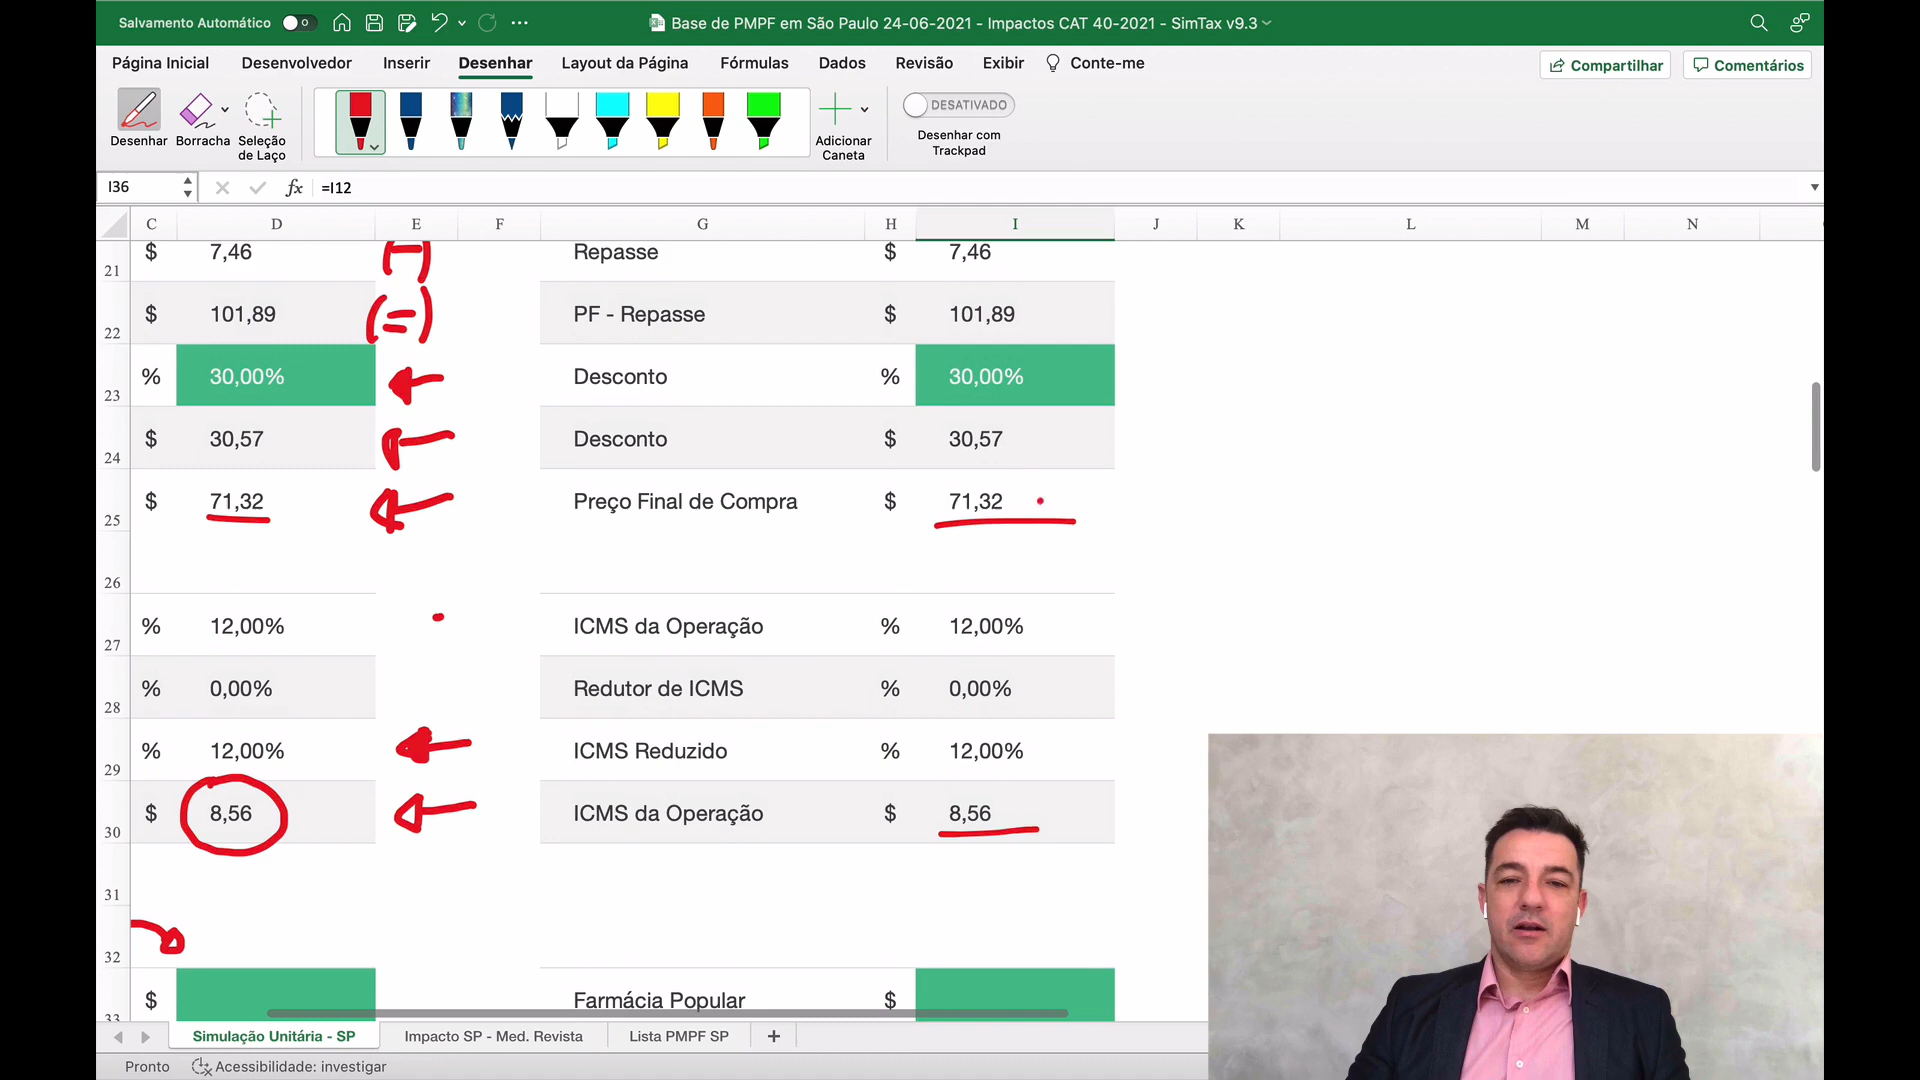 Salvamento Automático
Base de PMPF em São Paulo 24-06-2021 - Impactos CAT 40-2021 - SimTax v9.3
Página Inicial Desenvolvedor Inserir Desenhar Layout da Página Fórmulas Dados Revisão Exibir Conte-me Compartilhar Comentários
Desenhar Borracha Seleção de Laço Adicionar Caneta DESATIVADO Desenhar com Trackpad
I36 fx =I12
C D E F G H I J K L M N
21 $ 7,46 (-) Repasse $ 7,46
22 $ 101,89 (=) PF - Repasse $ 101,89
23 % 30,00% Desconto % 30,00%
24 $ 30,57 Desconto $ 30,57
25 $ 71,32 Preço Final de Compra $ 71,32
26
27 % 12,00% ICMS da Operação % 12,00%
28 % 0,00% Redutor de ICMS % 0,00%
29 % 12,00% ICMS Reduzido % 12,00%
30 $ 8,56 ICMS da Operação $ 8,56
31
32
33 $ Farmácia Popular $
Simulação Unitária - SP Impacto SP - Med. Revista Lista PMPF SP +
Pronto Acessibilidade: investigar